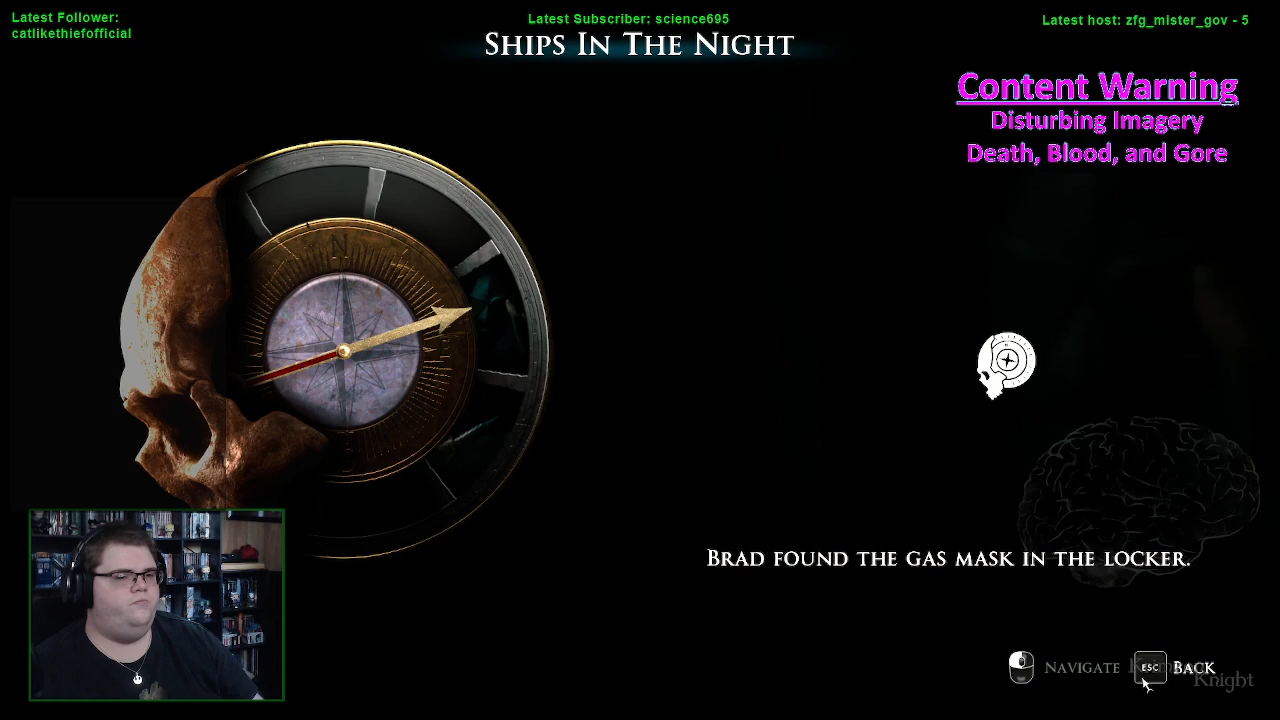 Latest Follower:
catlikethiefofficial
Latest Subscriber: science695
Latest host: zfg_mister_gov - 5
SHIPS IN THE NIGHT
Content Warning
Disturbing Imagery
Death, Blood, and Gore
N
BRAD FOUND THE GAS MASK IN THE LOCKER.
NAVIGATE
ESC
BACK
Knight